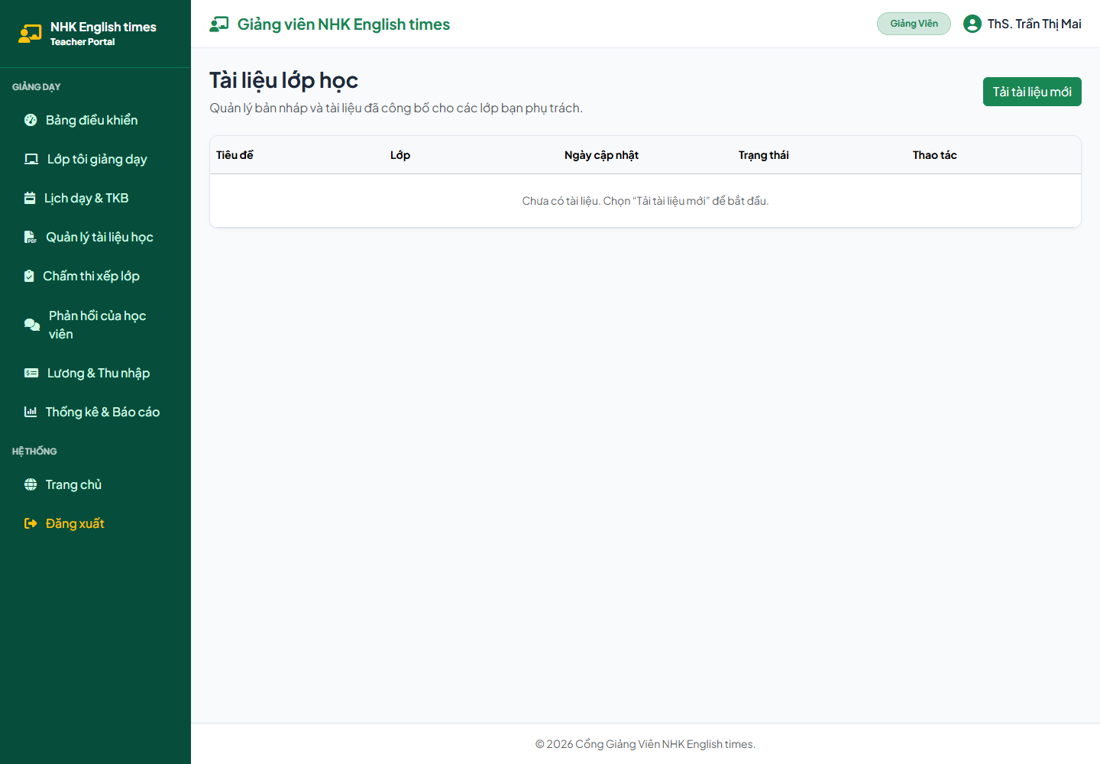 NHK English times
Teacher Portal
GIẢNG DẠY
Bảng điều khiển
Lớp tôi giảng dạy
Lịch dạy & TKB
Quản lý tài liệu học
Chấm thi xếp lớp
Phản hồi của học
viên
Lương & Thu nhập
Thống kê & Báo cáo
HỆ THỐNG
Trang chủ
Đăng xuất
Giảng viên NHK English times
Giảng Viên
ThS. Trần Thị Mai
Tài liệu lớp học
Quản lý bản nháp và tài liệu đã công bố cho các lớp bạn phụ trách.
Tải tài liệu mới
Tiêu đề Lớp Ngày cập nhật Trạng thái Thao tác
Chưa có tài liệu. Chọn “Tải tài liệu mới” để bắt đầu.
© 2026 Cổng Giảng Viên NHK English times.